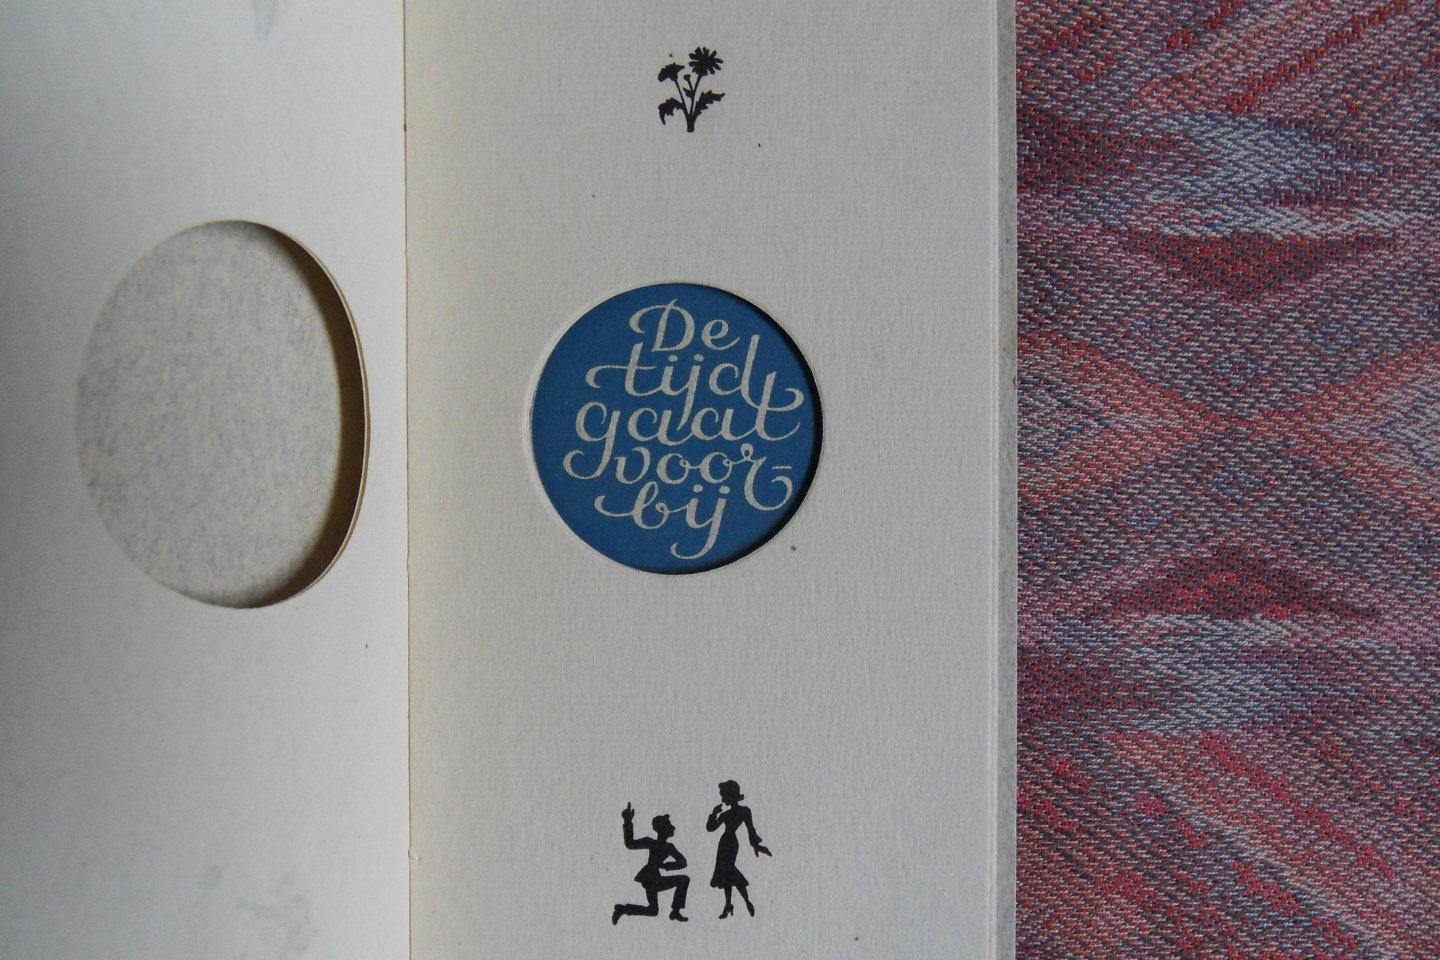 De
tijd
gaat
voor-
bij